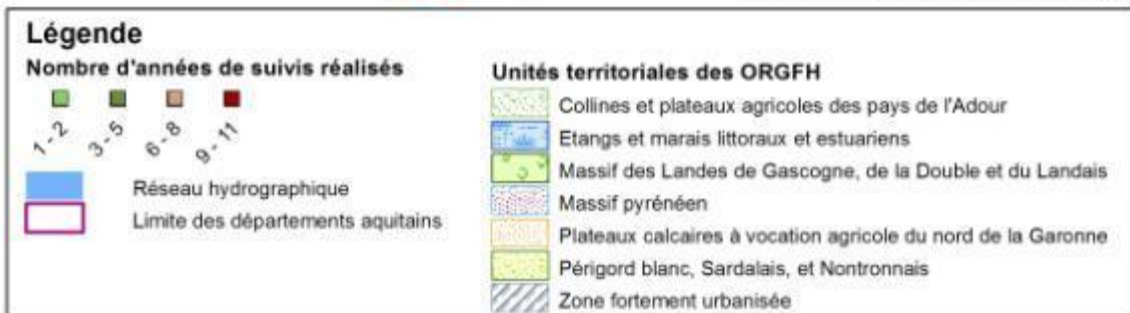 Légende
Nombre d'années de suivis réalisés
1 - 2
3 - 5
6 - 8
9 - 11
Réseau hydrographique
Limite des départements aquitains
Unités territoriales des ORGFH
Collines et plateaux agricoles des pays de l'Adour
Etangs et marais littoraux et estuariens
Massif des Landes de Gascogne, de la Double et du Landais
Massif pyrénéen
Plateaux calcaires à vocation agricole du nord de la Garonne
Périgord blanc, Sardalais, et Nontronnais
Zone fortement urbanisée